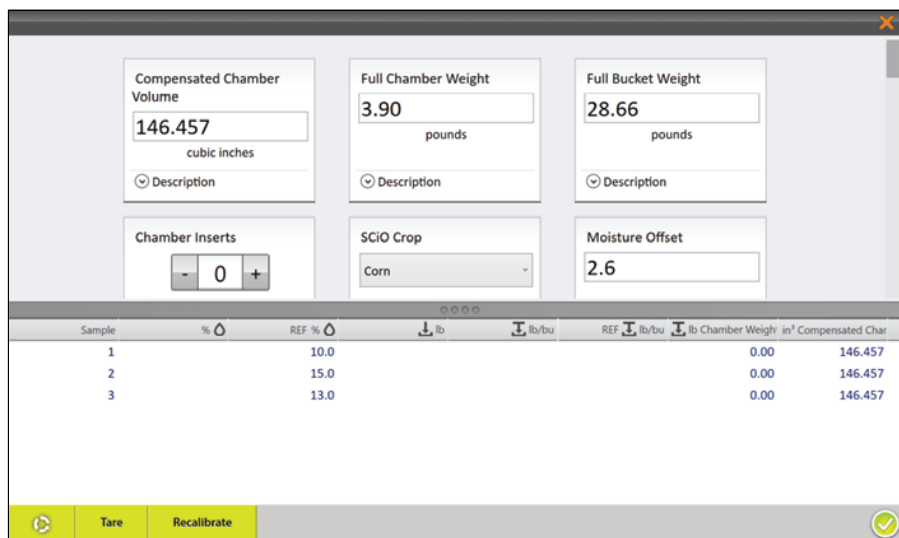 Compensated Chamber Volume
146.457
cubic inches
Description
Full Chamber Weight
3.90
pounds
Description
Full Bucket Weight
28.66
pounds
Description
Chamber Inserts
- 0 +
SCiO Crop
Corn
Moisture Offset
2.6
Sample % REF % lb lb/bu REF lb/bu lb Chamber Weigh in³ Compensated Char
1 10.0 0.00 146.457
2 15.0 0.00 146.457
3 13.0 0.00 146.457
Tare Recalibrate